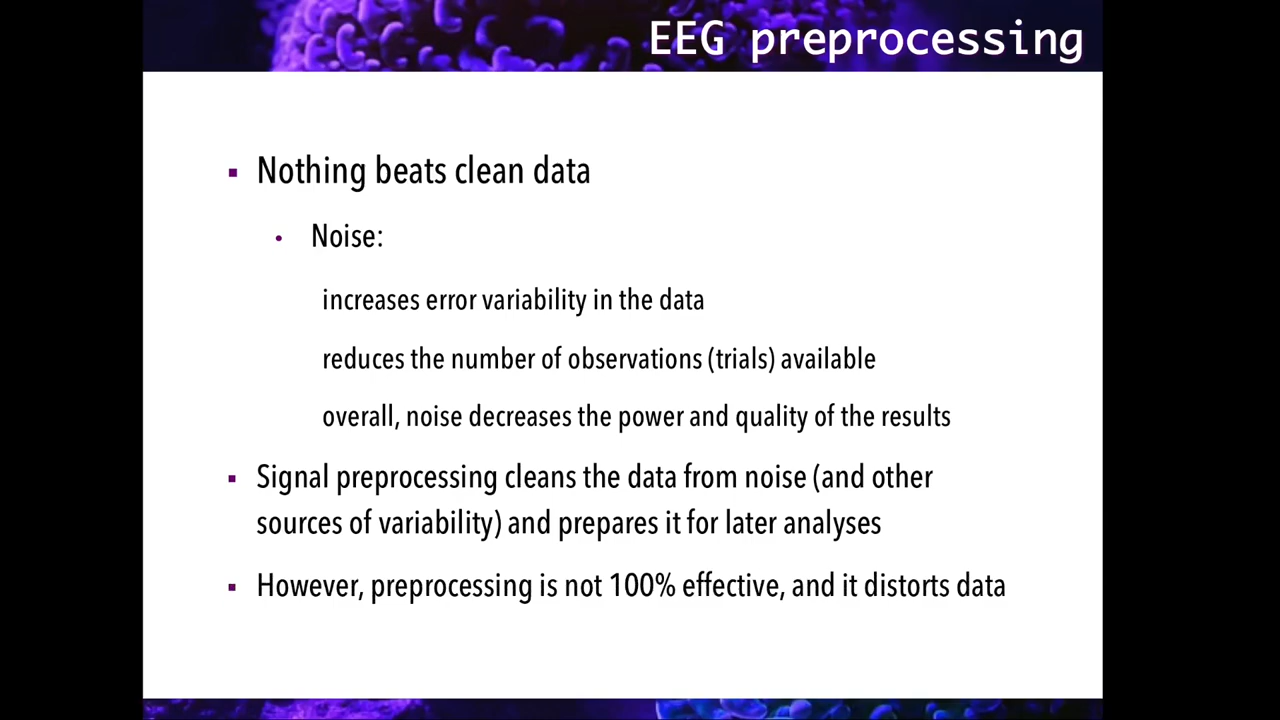 EEG preprocessing
▪ Nothing beats clean data
• Noise:
increases error variability in the data
reduces the number of observations (trials) available
overall, noise decreases the power and quality of the results
▪ Signal preprocessing cleans the data from noise (and other
sources of variability) and prepares it for later analyses
▪ However, preprocessing is not 100% effective, and it distorts data